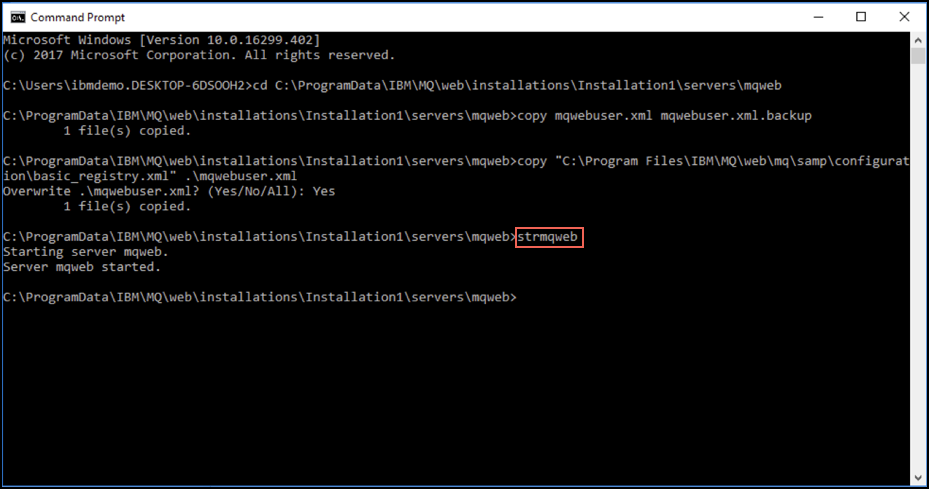 Command Prompt
Microsoft Windows [Version 10.0.16299.402]
(c) 2017 Microsoft Corporation. All rights reserved.
C:\Users\ibmdemo.DESKTOP-6DSOOH2>cd C:\ProgramData\IBM\MQ\web\installations\Installation1\servers\mqweb
C:\ProgramData\IBM\MQ\web\installations\Installation1\servers\mqweb>copy mqwebuser.xml mqwebuser.xml.backup
1 file(s) copied.
C:\ProgramData\IBM\MQ\web\installations\Installation1\servers\mqweb>copy "C:\Program Files\IBM\MQ\web\mq\samp\configurat
ion\basic_registry.xml" .\mqwebuser.xml
Overwrite .\mqwebuser.xml? (Yes/No/All): Yes
1 file(s) copied.
C:\ProgramData\IBM\MQ\web\installations\Installation1\servers\mqweb>strmqweb
Starting server mqweb.
Server mqweb started.
C:\ProgramData\IBM\MQ\web\installations\Installation1\servers\mqweb>